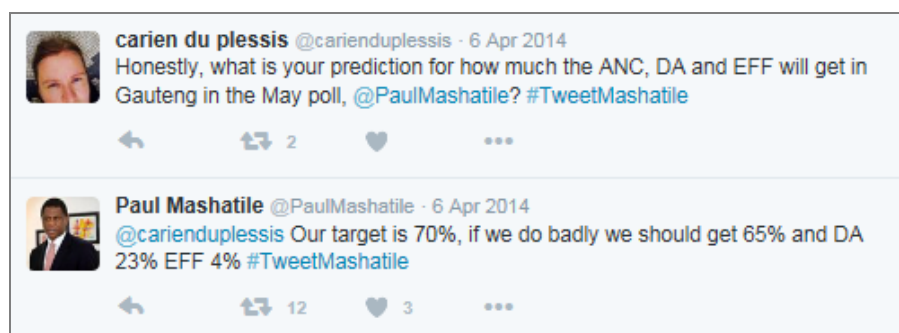 carien du plessis @carienduplessis · 6 Apr 2014
Honestly, what is your prediction for how much the ANC, DA and EFF will get in
Gauteng in the May poll, @PaulMashatile? #TweetMashatile
2
Paul Mashatile @PaulMashatile · 6 Apr 2014
@carienduplessis Our target is 70%, if we do badly we should get 65% and DA
23% EFF 4% #TweetMashatile
12 3